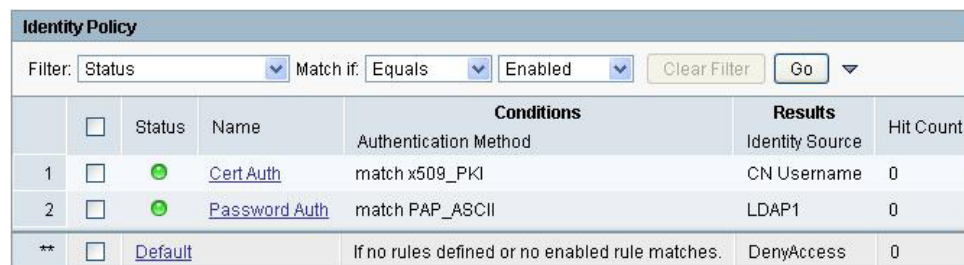 Identity Policy
Filter: Status Match if: Equals Enabled Clear Filter Go
Conditions Results
Status Name Authentication Method Identity Source Hit Count
1 Cert Auth match x509_PKI CN Username 0
2 Password Auth match PAP_ASCII LDAP1 0
** Default If no rules defined or no enabled rule matches. DenyAccess 0